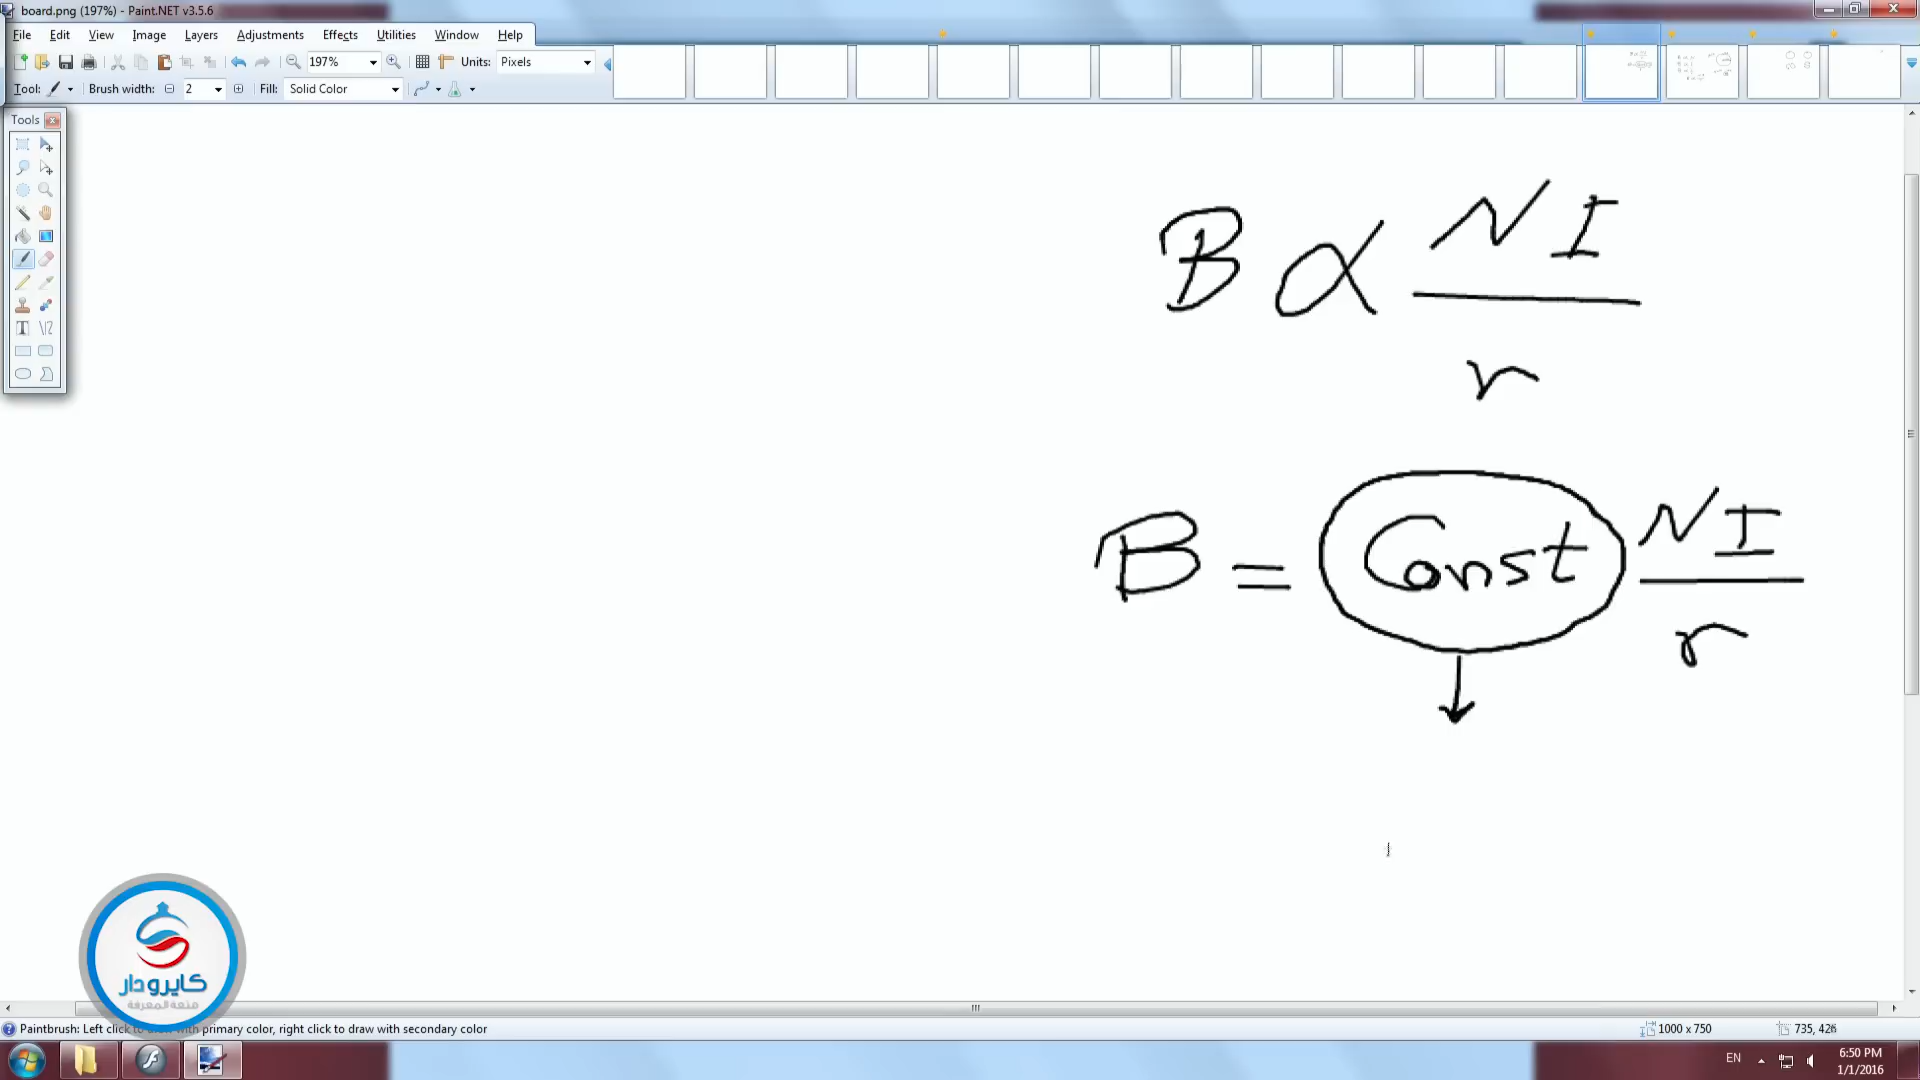 board.png (197%) - Paint.NET v3.5.6
File Edit View Image Layers Adjustments Effects Utilities Window Help
197% Units: Pixels
Tool: Brush width: 2 Fill: Solid Color
Tools
B ∝ NI
r
B = Const NI
r
كايرودار
متعة المعرفة
Paintbrush: Left click to draw with primary color, right click to draw with secondary color
1000 x 750
735, 426
EN
6:50 PM
1/1/2016